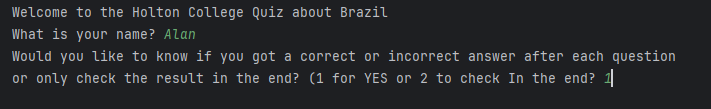 Welcome to the Holton College Quiz about Brazil
What is your name? Alan
Would you like to know if you got a correct or incorrect answer after each question
or only check the result in the end? (1 for YES or 2 to check In the end? 1